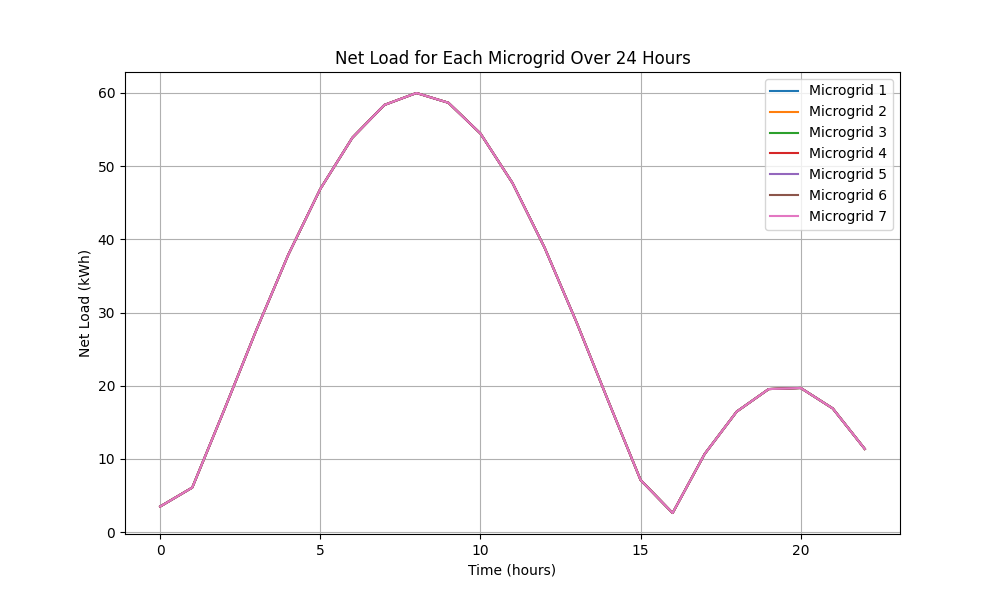 Net Load for Each Microgrid Over 24 Hours
Net Load (kWh)
60
50
40
30
20
10
0
Microgrid 1
Microgrid 2
Microgrid 3
Microgrid 4
Microgrid 5
Microgrid 6
Microgrid 7
0 5 10 15 20
Time (hours)